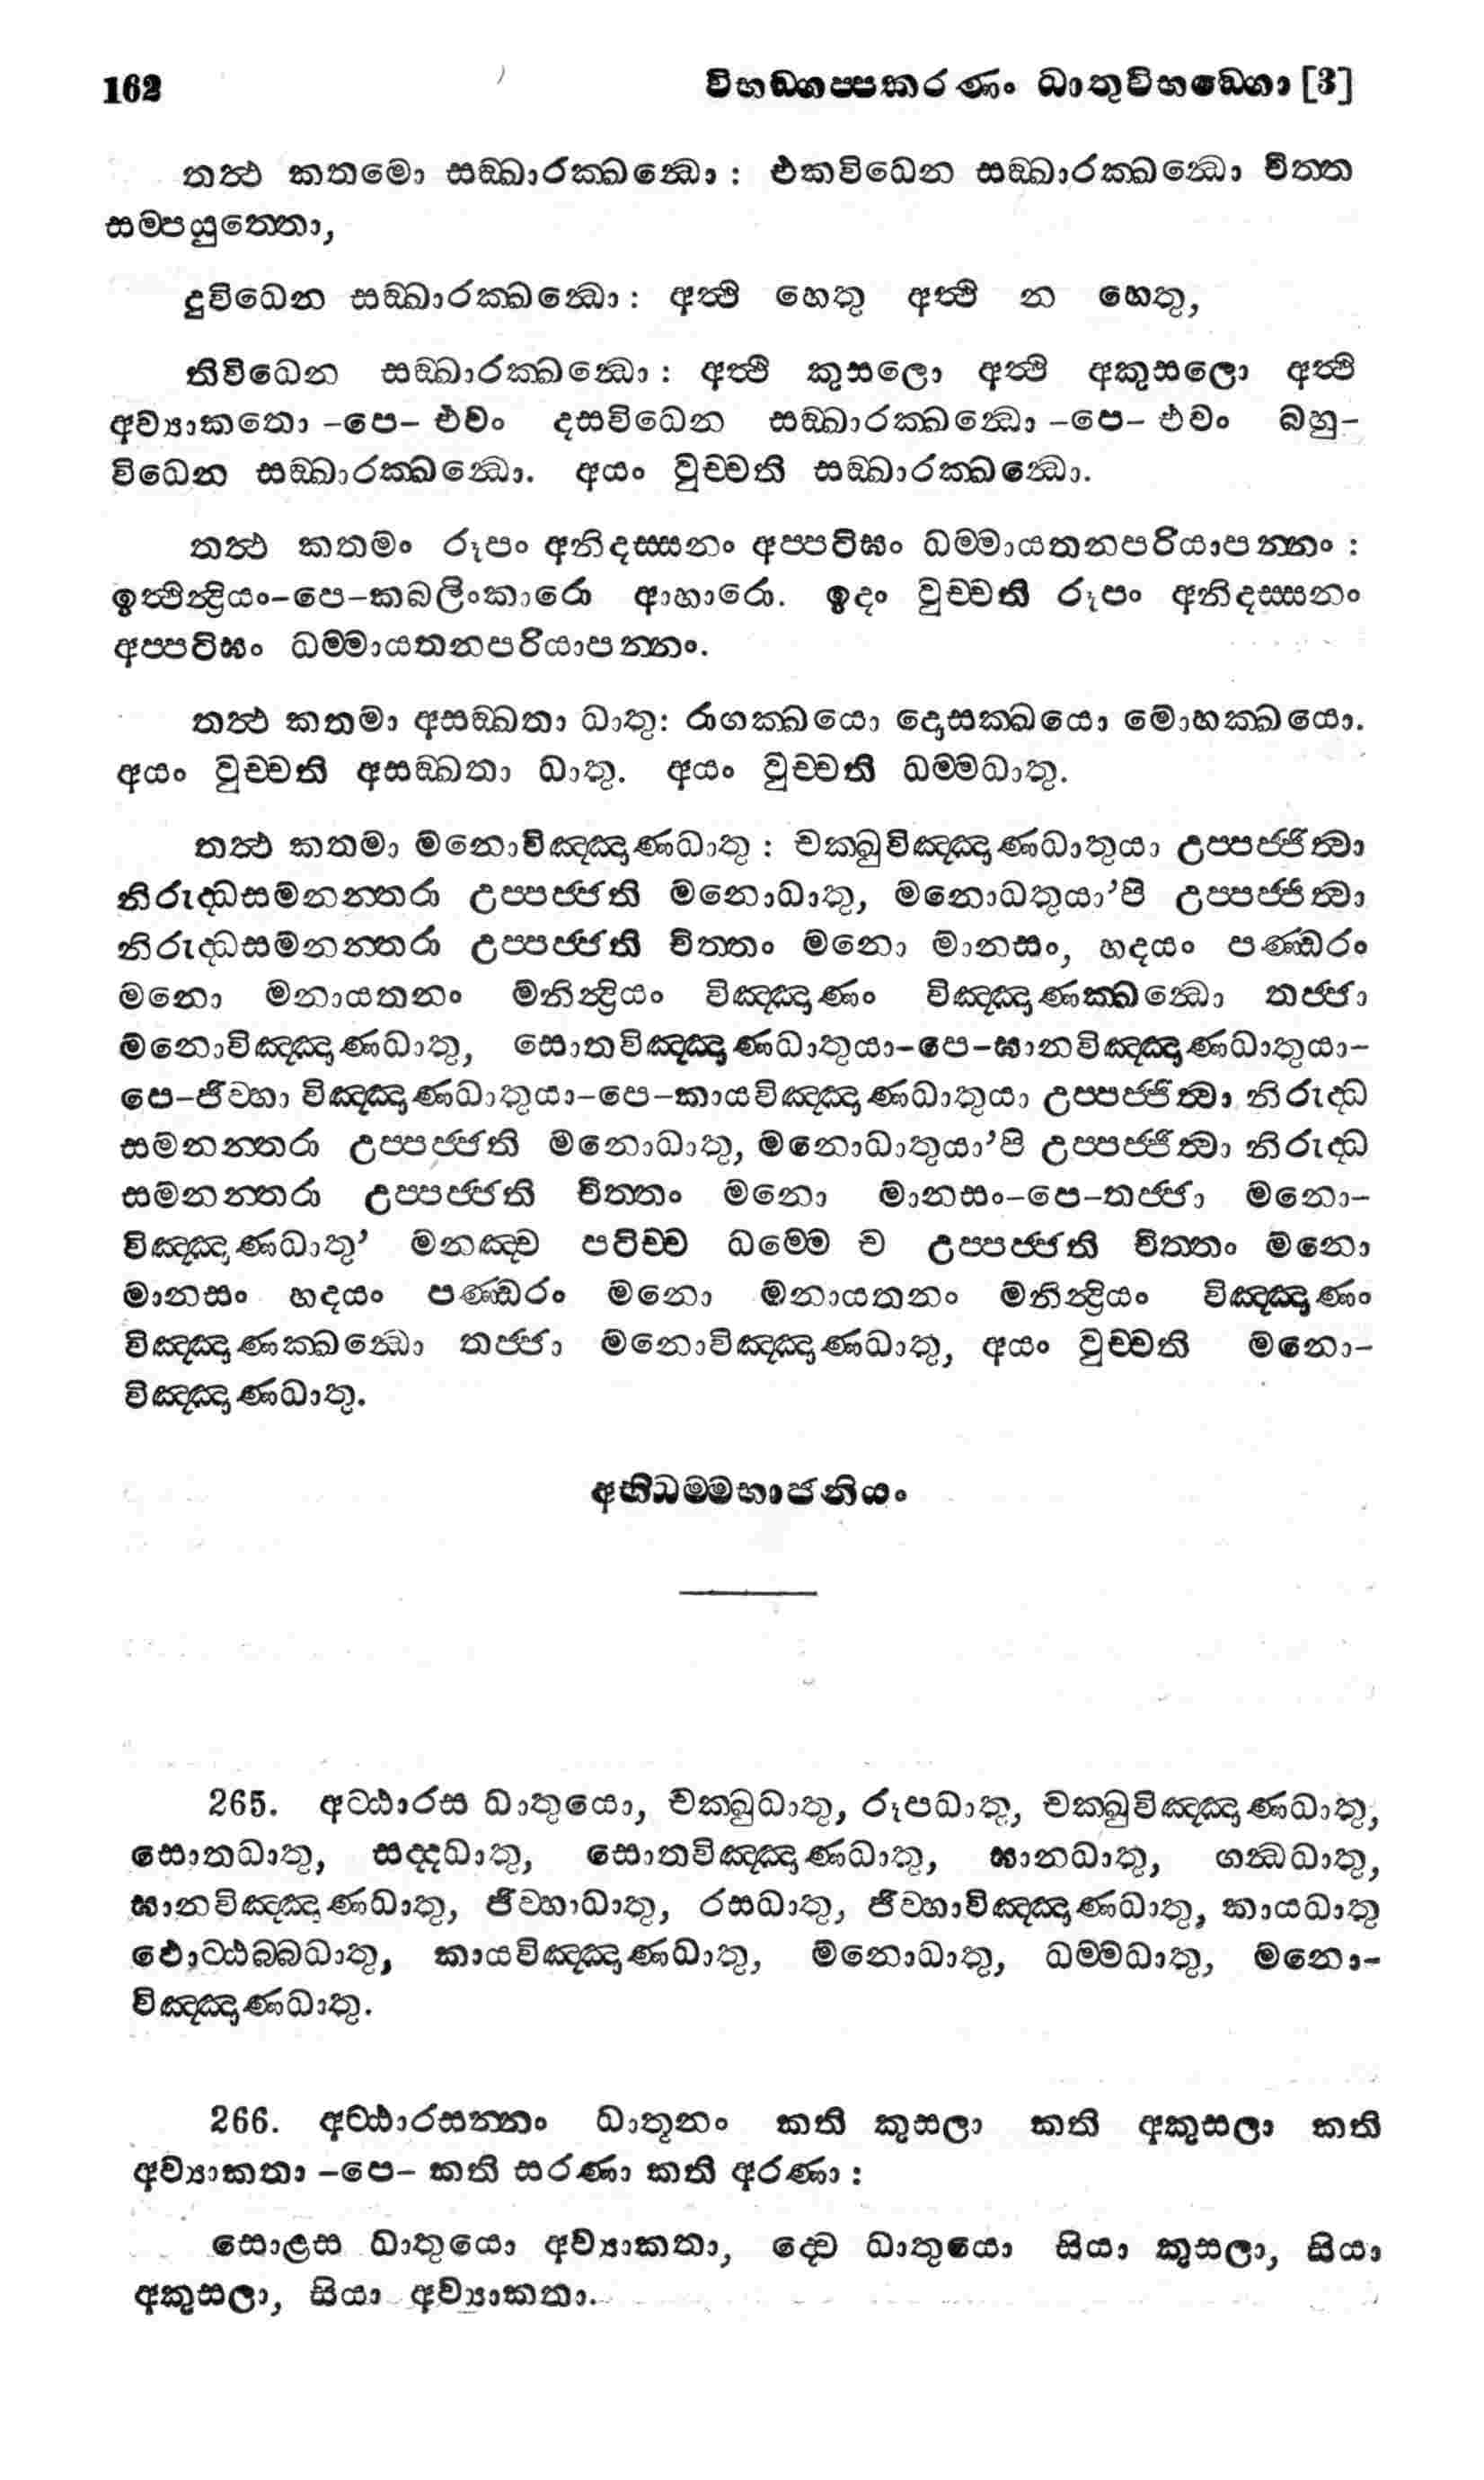 162 විභඞ්ගප්පකරණං ධාතුවිභඞ්ගො [3]
තත්‍ථ කතමො සඞ්ඛාරක්ඛන්‍ධො : එකවිධෙන සඞ්ඛාරක්ඛන්‍ධො චිත්ත
සම්පයුත්තො,
දුවිධෙන සඞ්ඛාරක්ඛන්‍ධො : අත්‍ථි හෙතු අත්‍ථි න හෙතු,
තිවිධෙන සඞ්ඛාරක්ඛන්‍ධො : අත්‍ථි කුසලො අත්‍ථි අකුසලො අත්‍ථි
අව්‍යාකතො -පෙ- එවං දසවිධෙන සඞ්ඛාරක්ඛන්‍ධො -පෙ- එවං බහු-
විධෙන සඞ්ඛාරක්ඛන්‍ධො. අයං වුච්චති සඞ්ඛාරක්ඛන්‍ධො.
තත්‍ථ කතමං රූපං අනිදස්සනං අප්පටිඝං ධම්මායතනපරියාපන්නං :
ඉත්‍ථින්‍ද්‍රියං-පෙ-කබලිංකාරො ආහාරො. ඉදං වුච්චති රූපං අනිදස්සනං
අප්පටිඝං ධම්මායතනපරියාපන්නං.
තත්‍ථ කතමා අසඞ්ඛතා ධාතු: රාගක්ඛයො දොසක්ඛයො මොහක්ඛයො.
අයං වුච්චති අසඞ්ඛතා ධාතු. අයං වුච්චති ධම්මධාතු.
තත්‍ථ කතමා මනොවිඤ්ඤාණධාතු : චක්ඛුවිඤ්ඤාණධාතුයා උප්පජ්ජිත්‍වා
නිරුද්‍ධසමනන්තරා උප්පජ්ජති මනොධාතු, මනොධතුයා’පි උප්පජ්ජිත්‍වා
නිරුද්‍ධසමනන්තරා උප්පජ්ජති චිත්තං මනො මානසං, හදයං පණ්ඩරං
මනො මනායතනං මනින්‍ද්‍රියං විඤ්ඤාණං විඤ්ඤාණක්ඛන්‍ධො තජ්ජා
මනොවිඤ්ඤාණධාතු, සොතවිඤ්ඤාණධාතුයා-පෙ-ඝානවිඤ්ඤාණධාතුයා-
පෙ-ජිව්හා විඤ්ඤාණධාතුයා-පෙ-කායවිඤ්ඤාණධාතුයා උප්පජ්ජිත්‍වා නිරුද්‍ධ
සමනන්තරා උප්පජ්ජති මනොධාතු, මනොධාතුයා’පි උප්පජ්ජිත්‍වා නිරුද්‍ධ
සමනන්තරා උප්පජ්ජති චිත්තං මනො මානසං-පෙ-තජ්ජා මනො-
විඤ්ඤාණධාතු’ මනඤ්ච පටිච්ච ධම්මෙ ච උප්පජ්ජති චිත්තං මනො
මානසං හදයං පණ්ඩරං මනො මනායතනං මනින්‍ද්‍රියං විඤ්ඤාණං
විඤ්ඤාණක්ඛන්‍ධො තජ්ජා මනොවිඤ්ඤාණධාතු, අයං වුච්චති මනො-
විඤ්ඤාණධාතු.
අභිධම්මභාජනියං
265. අට්ඨාරස ධාතුයො, චක්ඛුධාතු, රූපධාතු, චක්ඛුවිඤ්ඤාණධාතු,
සොතධාතු, සද්දධාතු, සොතවිඤ්ඤාණධාතු, ඝානධාතු, ගන්‍ධධාතු,
ඝානවිඤ්ඤාණධාතු, ජිව්හාධාතු, රසධාතු, ජිව්හාවිඤ්ඤාණධාතු, කායධාතු
ඵොට්ඨබ්බධාතු, කායවිඤ්ඤාණධාතු, මනොධාතු, ධම්මධාතු, මනො-
විඤ්ඤාණධාතු.
266. අට්ඨාරසන්නං ධාතූනං කති කුසලා කති අකුසලා කති
අව්‍යාකතා -පෙ- කති සරණා කති අරණා :
සොළස ධාතුයො අව්‍යාකතා, ද්වෙ ධාතුයො සියා කුසලා, සියා
අකුසලා, සියා අව්‍යාකතා.